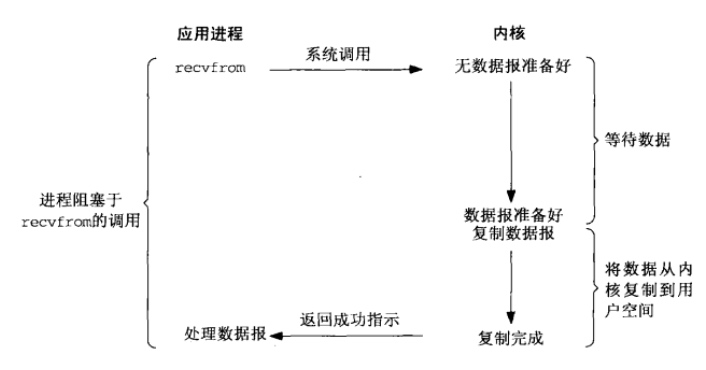 应用进程
内核
recvfrom
系统调用
无数据报准备好
等待数据
进程阻塞于
recvfrom的调用
数据报准备好
复制数据报
将数据从内
核复制到用
户空间
处理数据报
返回成功指示
复制完成